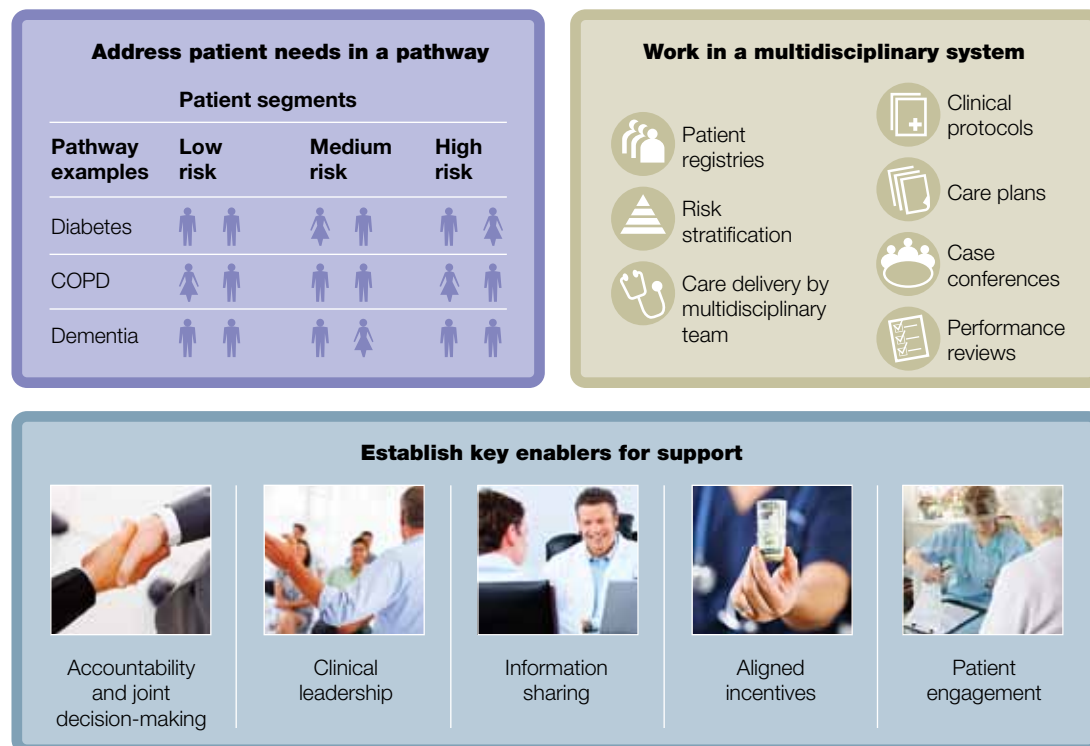 Address patient needs in a pathway
Patient segments
Pathway
examples
Low
risk
Medium
risk
High
risk
Diabetes
COPD
Dementia
Work in a multidisciplinary system
Patient
registries
Risk
stratification
Care delivery by
multidisciplinary
team
Clinical
protocols
Care plans
Case
conferences
Performance
reviews
Establish key enablers for support
Accountability
and joint
decision-making
Clinical
leadership
Information
sharing
Aligned
incentives
Patient
engagement